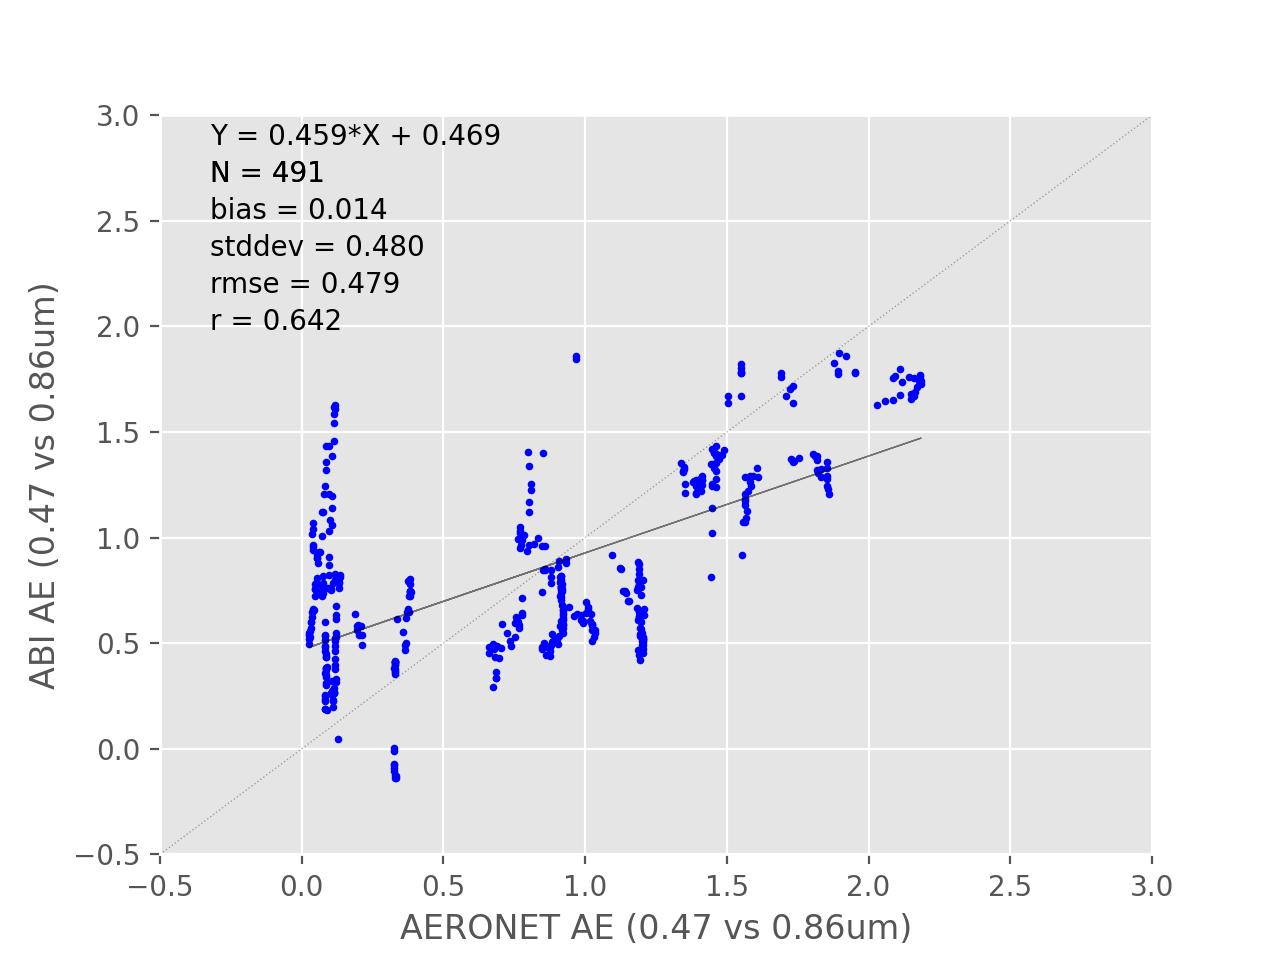 Y = 0.459*X + 0.469
N = 491
bias = 0.014
stddev = 0.480
rmse = 0.479
r = 0.642
3.0
2.5
2.0
1.5
1.0
0.5
0.0
−0.5
ABI AE (0.47 vs 0.86um)
−0.5 0.0 0.5 1.0 1.5 2.0 2.5 3.0
AERONET AE (0.47 vs 0.86um)